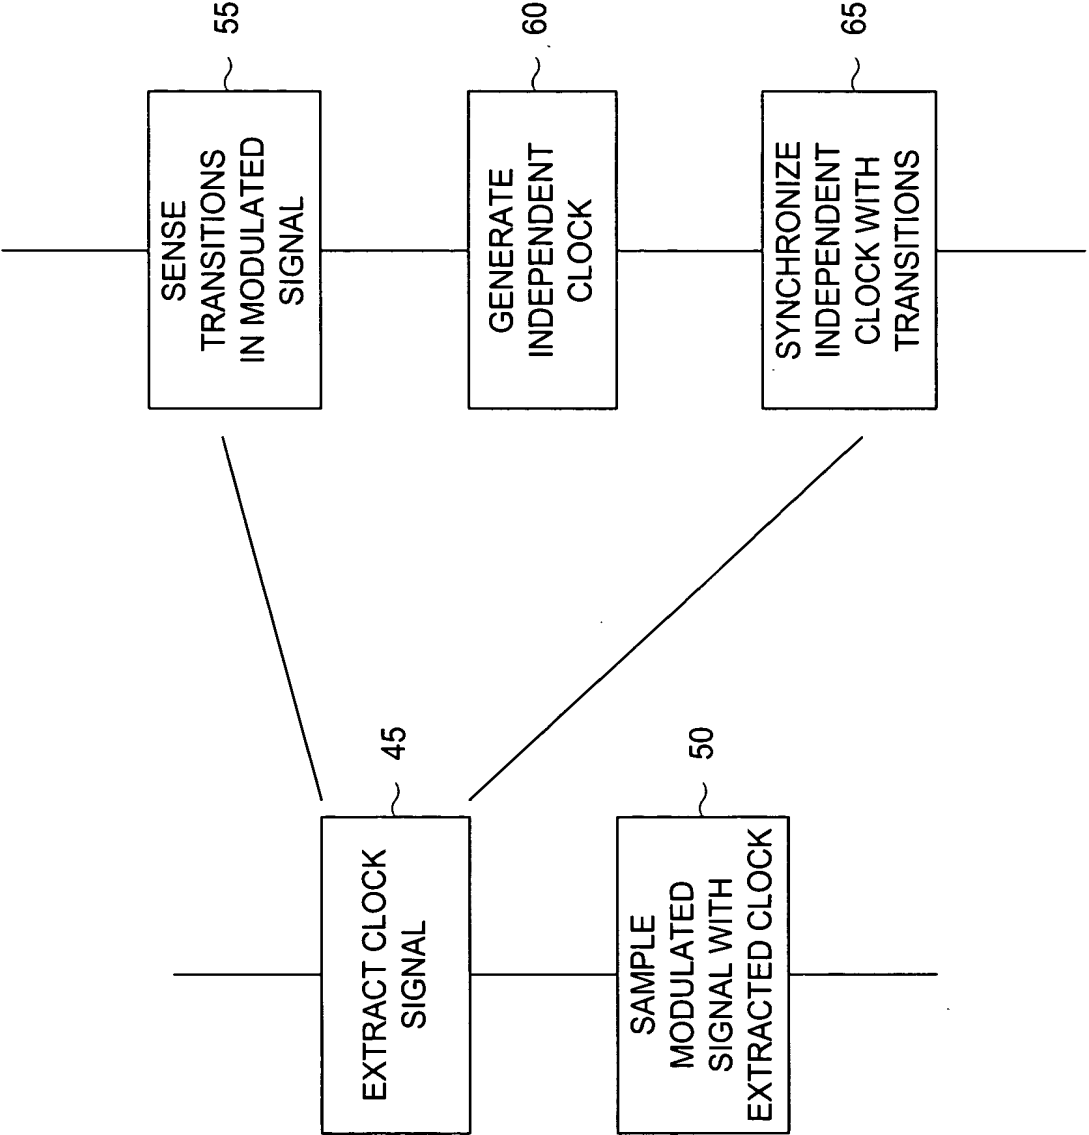 EXTRACT CLOCK
SIGNAL
45
SAMPLE
MODULATED
SIGNAL WITH
EXTRACTED CLOCK
50
SENSE
TRANSITIONS
IN MODULATED
SIGNAL
55
GENERATE
INDEPENDENT
CLOCK
60
SYNCHRONIZE
INDEPENDENT
CLOCK WITH
TRANSITIONS
65